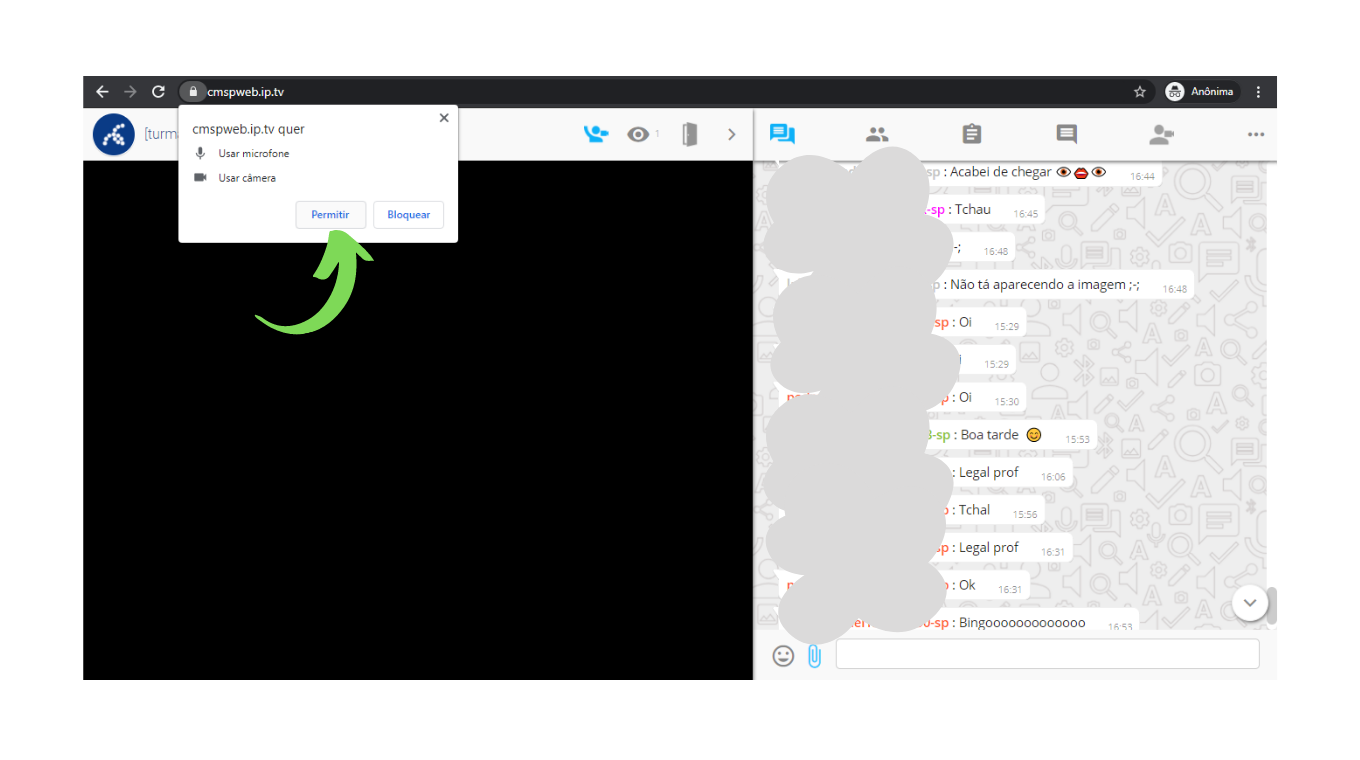 cmspweb.ip.tv
Anônima
cmspweb.ip.tv quer
Usar microfone
Usar câmera
Permitir
Bloquear
[turma
1
sp : Acabei de chegar 👁👄👁 16:44
-sp : Tchau 16:45
-; 16:48
: Não tá aparecendo a imagem ;-; 16:48
sp : Oi 15:29
15:29
: Oi 15:30
3-sp : Boa tarde 😊 15:53
: Legal prof 16:06
: Tchal 15:56
sp : Legal prof 16:31
: Ok 16:31
0-sp : Bingooooooooooooo 16:53